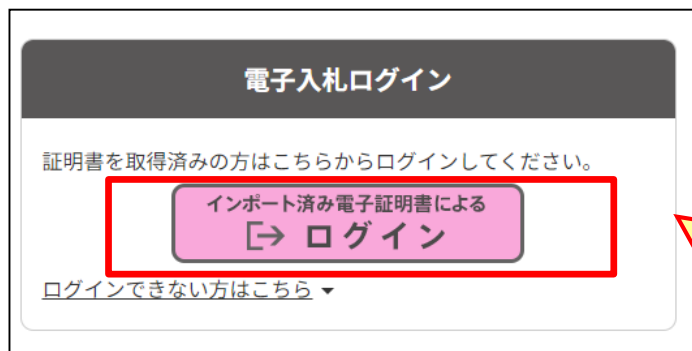 電子入札ログイン
証明書を取得済みの方はこちらからログインしてください。
インポート済み電子証明書による
ログイン
ログインできない方はこちら